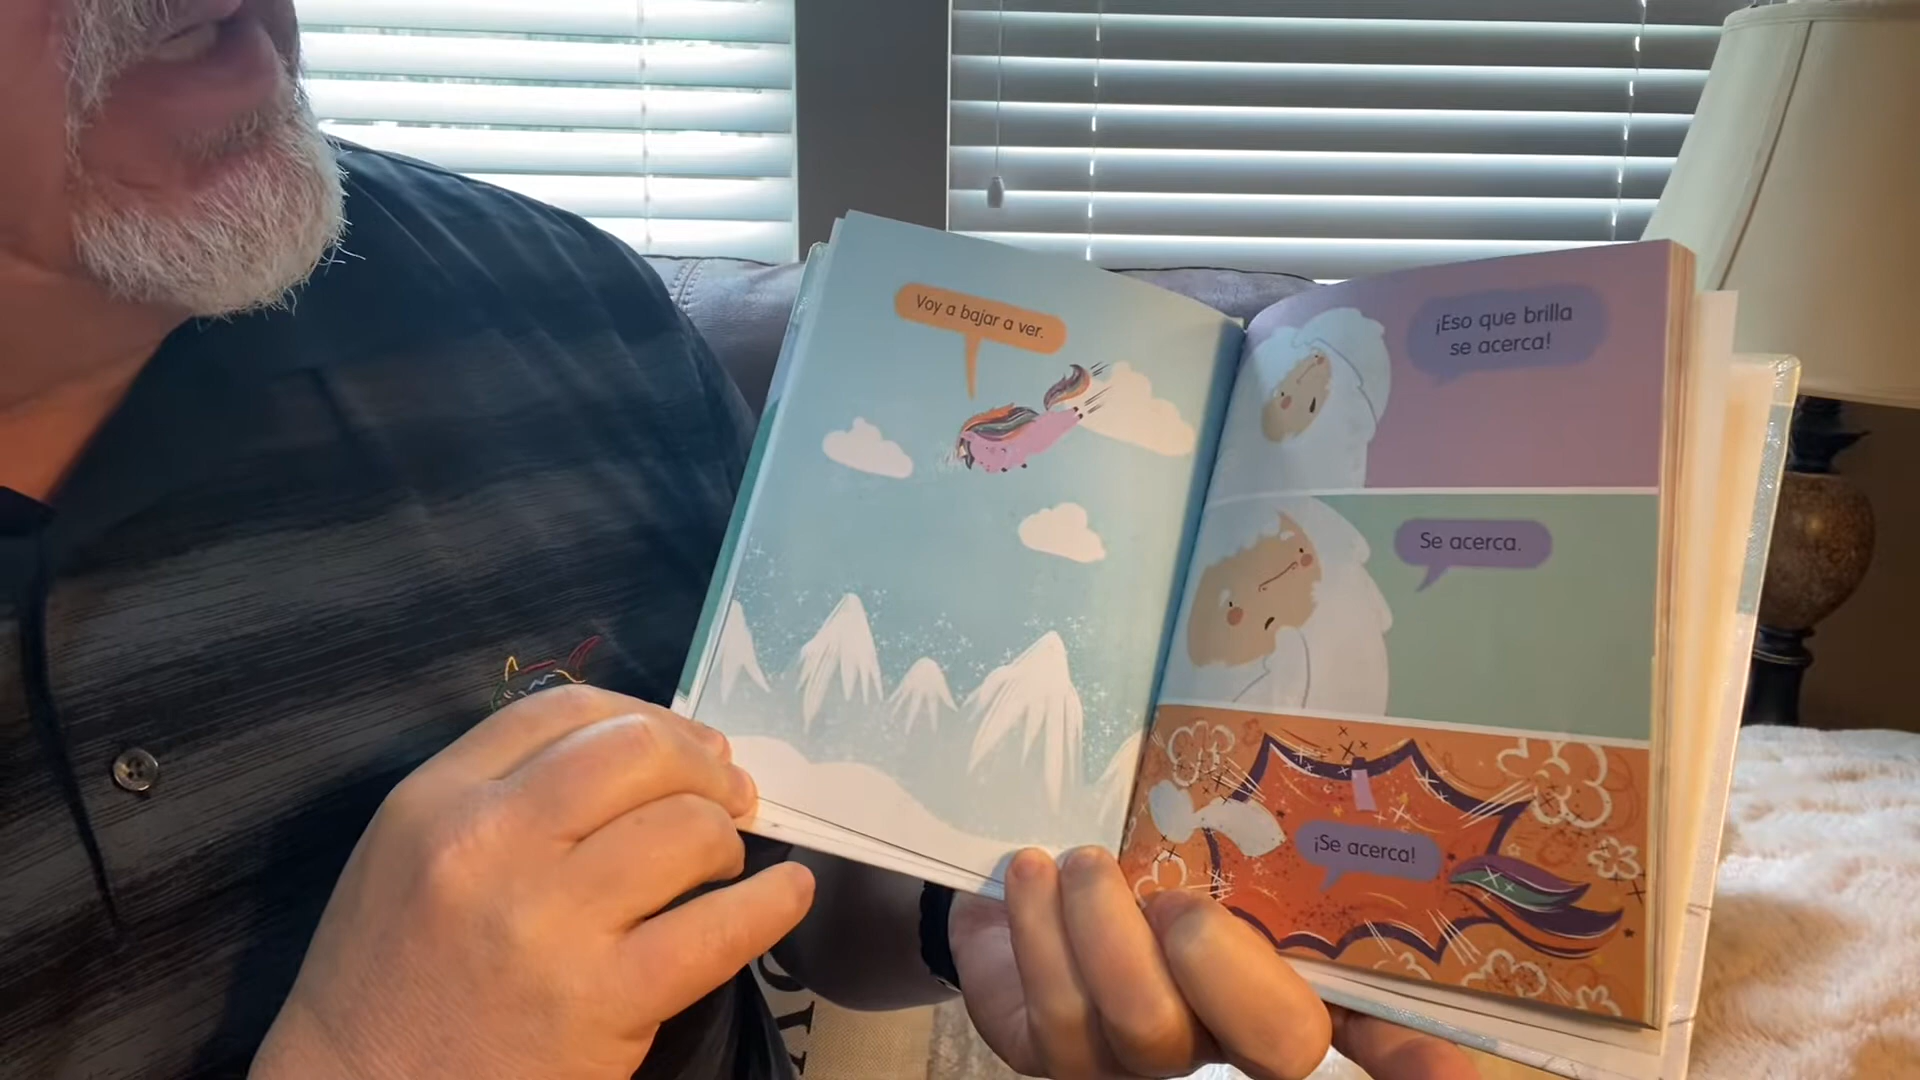 Voy a bajar a ver.
¡Eso que brilla
se acerca!
Se acerca.
¡Se acerca!